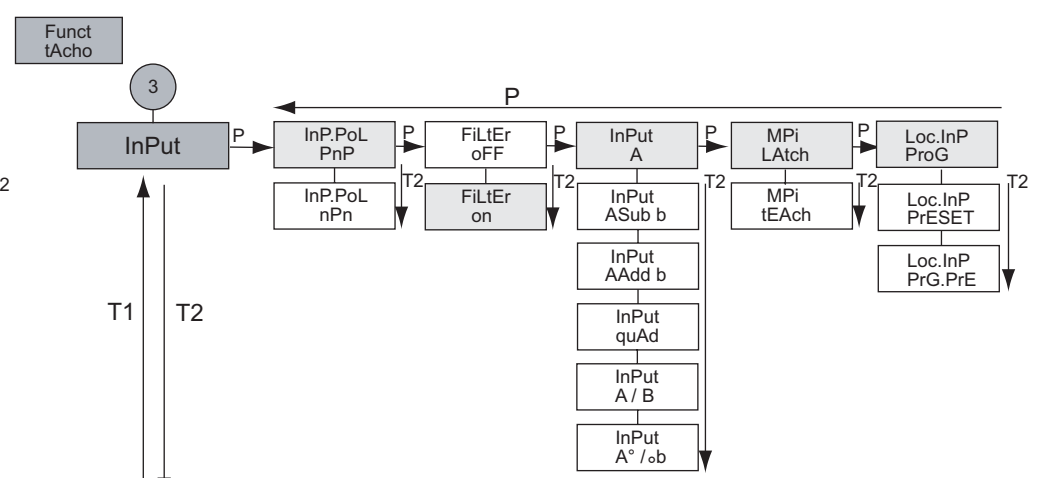 Funct
tAcho
3
P
InPut
P
InP.PoL
PnP
P
FiLtEr
oFF
P
InPut
A
P
MPi
LAtch
P
Loc.InP
ProG
2
InP.PoL
nPn
T2
FiLtEr
on
T2
InPut
ASub b
T2
MPi
tEAch
T2
Loc.InP
PrESET
T2
InPut
AAdd b
Loc.InP
PrG.PrE
T1
T2
InPut
quAd
InPut
A / B
InPut
A° /∘b